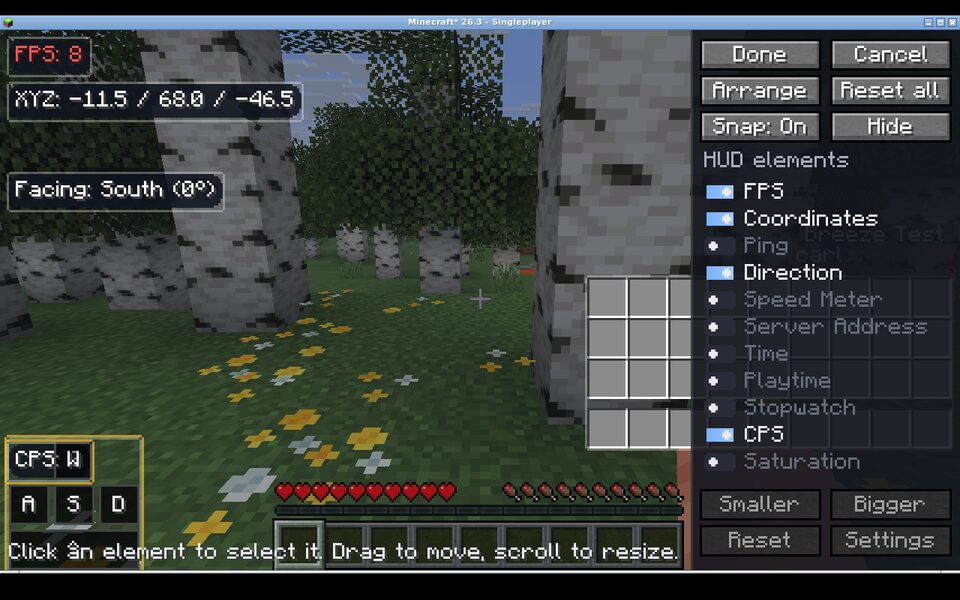 Minecraft* 26.3 - Singleplayer
FPS: 8
XYZ: -11.5 / 68.0 / -46.5
Facing: South (0°)
CPS: W
A S D
Click an element to select it. Drag to move, scroll to resize.
Done Cancel
Arrange Reset all
Snap: On Hide
HUD elements
FPS
Coordinates
Ping
Direction
Speed Meter
Server Address
Time
Playtime
Stopwatch
CPS
Saturation
Smaller Bigger
Reset Settings